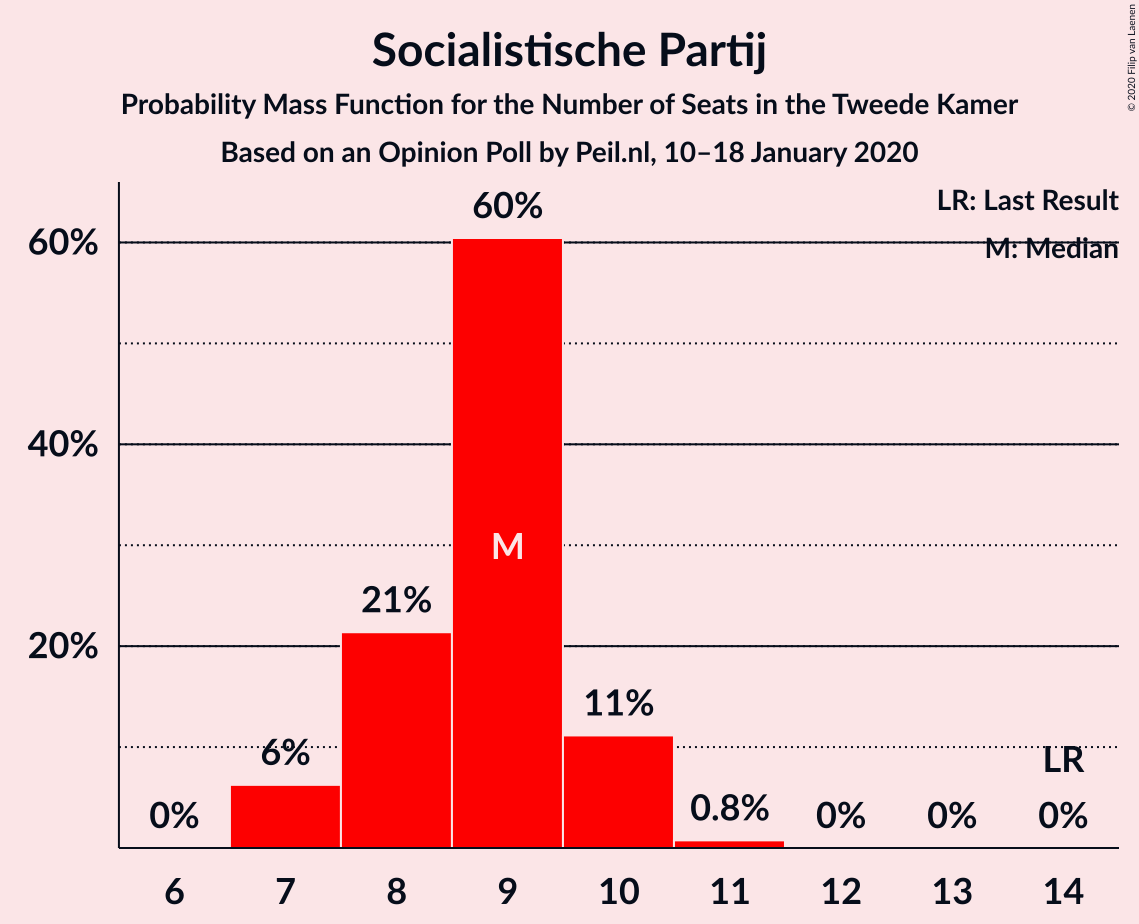 Socialistische Partij
Probability Mass Function for the Number of Seats in the Tweede Kamer
Based on an Opinion Poll by Peil.nl, 10–18 January 2020
© 2020 Filip van Laenen
LR: Last Result
M: Median
60%
40%
20%
0%
6%
21%
60%
M
11%
0.8%
0%
0%
LR
0%
6 7 8 9 10 11 12 13 14